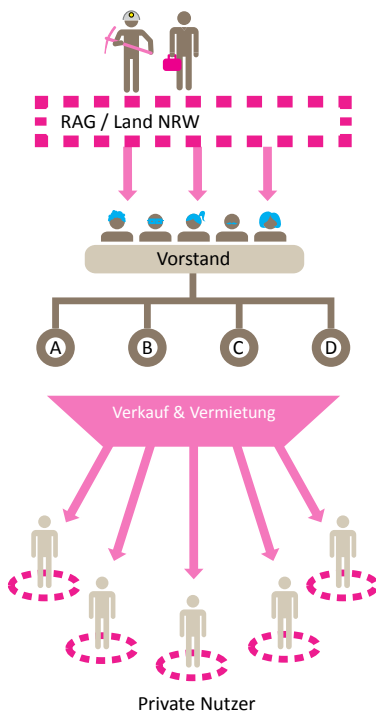 RAG / Land NRW
Vorstand
A B C D
Verkauf & Vermietung
Private Nutzer